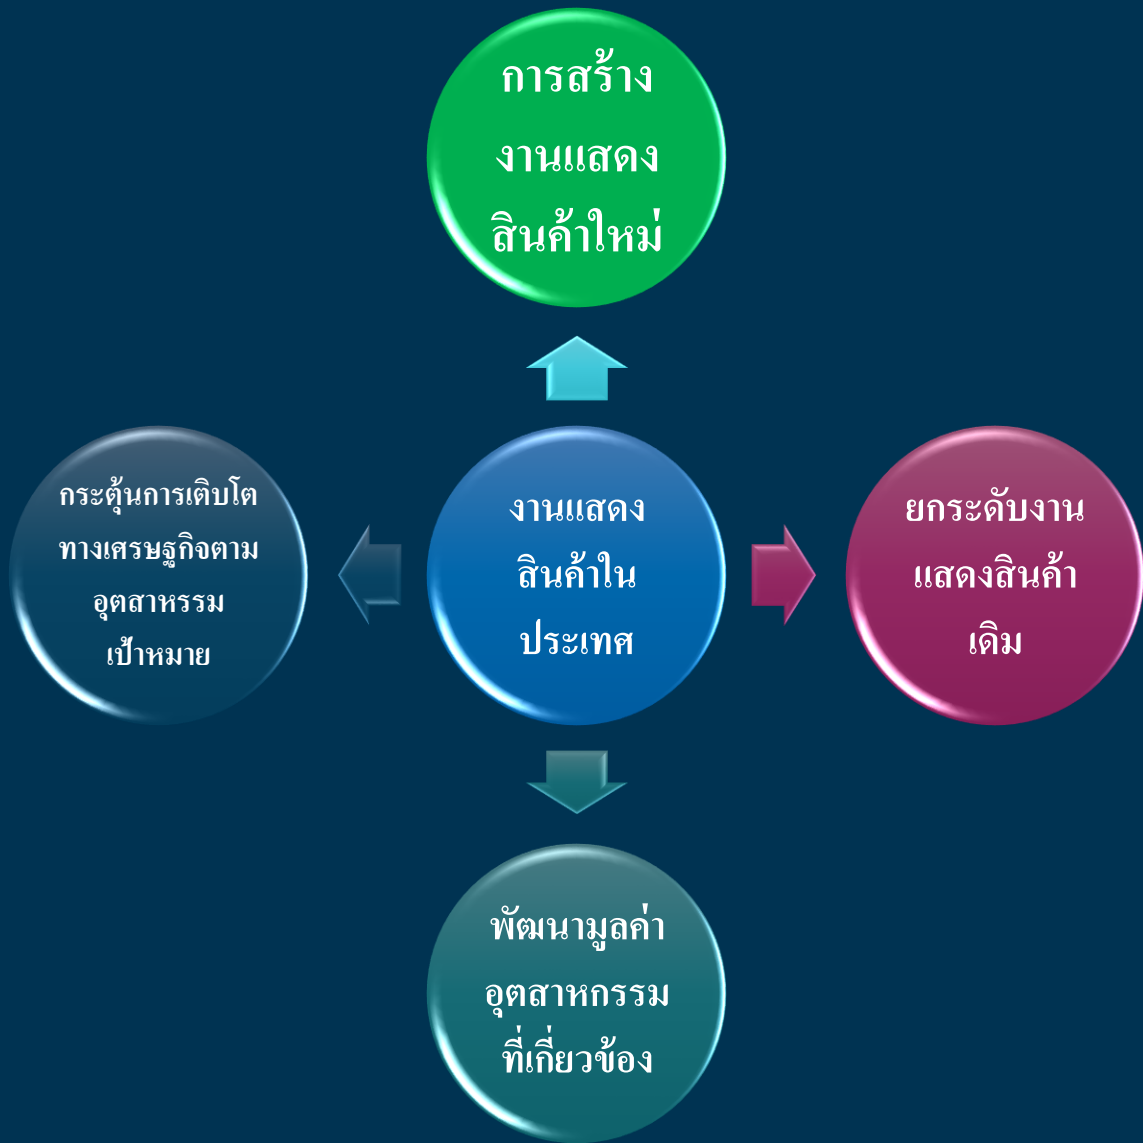 การสร้าง
งานแสดง
สินค้าใหม่
กระตุ้นการเติบโต
ทางเศรษฐกิจตาม
อุตสาหรรม
เป้าหมาย
งานแสดง
สินค้าใน
ประเทศ
ยกระดับงาน
แสดงสินค้า
เดิม
พัฒนามูลค่า
อุตสาหกรรม
ที่เกี่ยวข้อง